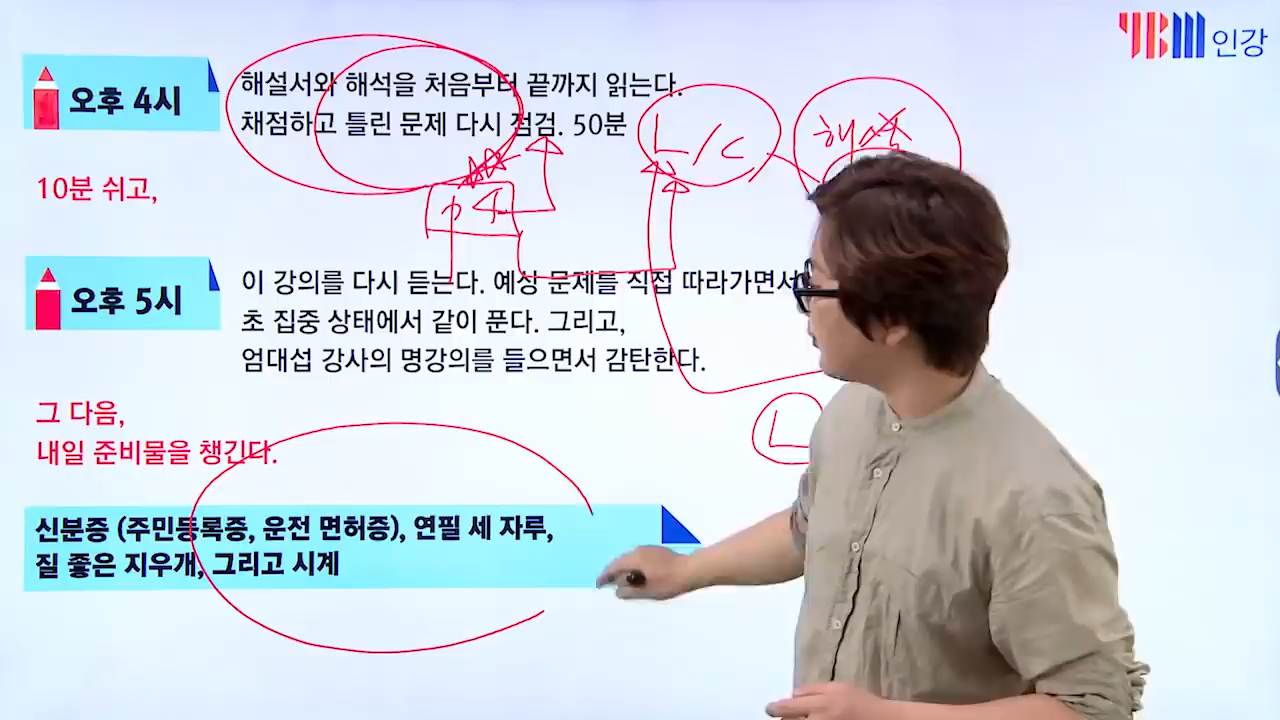 YBM 인강
오후 4시
해설서와 해석을 처음부터 끝까지 읽는다.
채점하고 틀린 문제 다시 점검. 50분
L/C
해석
10분 쉬고,
오후 5시
이 강의를 다시 듣는다. 예상 문제를 직접 따라가면서
초 집중 상태에서 같이 푼다. 그리고,
엄대섭 강사의 명강의를 들으면서 감탄한다.
그 다음,
내일 준비물을 챙긴다.
L
신분증 (주민등록증, 운전 면허증), 연필 세 자루,
질 좋은 지우개, 그리고 시계